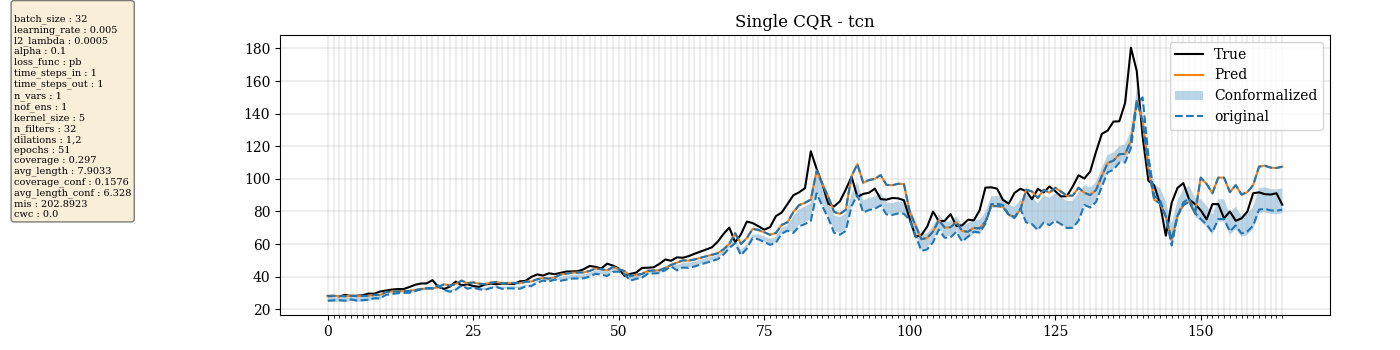 batch_size : 32
learning_rate : 0.005
l2_lambda : 0.0005
alpha : 0.1
loss_func : pb
time_steps_in : 1
time_steps_out : 1
n_vars : 1
nof_ens : 1
kernel_size : 5
n_filters : 32
dilations : 1,2
epochs : 51
coverage : 0.297
avg_length : 7.9033
coverage_conf : 0.1576
avg_length_conf : 6.328
mis : 202.8923
cwc : 0.0
Single CQR - tcn
180
160
140
120
100
80
60
40
20
True
Pred
Conformalized
original
0 25 50 75 100 125 150